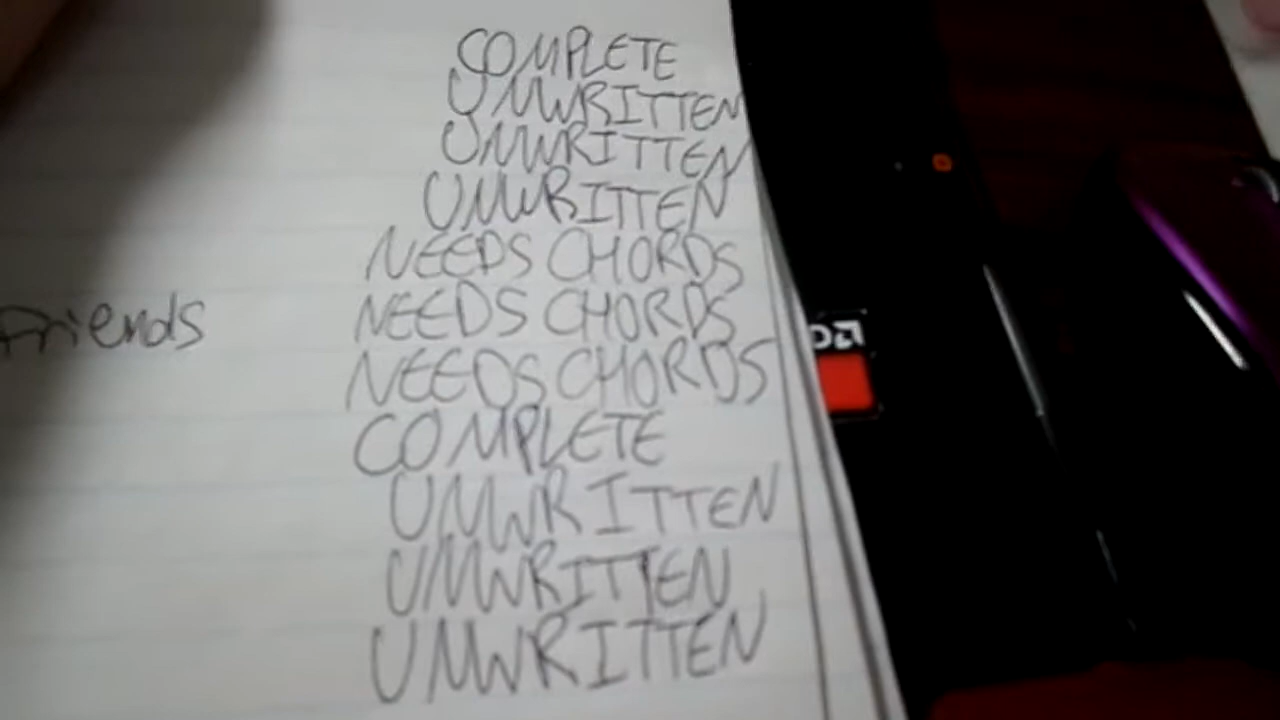 COMPLETE
UNWRITTEN
UNWRITTEN
UNWRITTEN
NEEDS CHORDS
Friends NEEDS CHORDS
NEEDS CHORDS
COMPLETE
UNWRITTEN
UNWRITTEN
UNWRITTEN